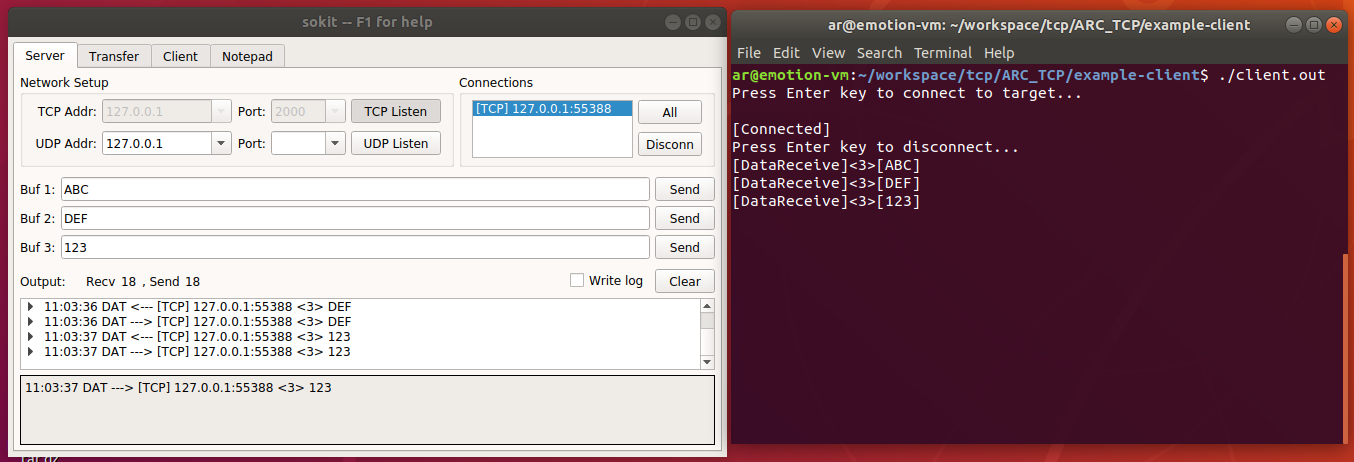 sokit -- F1 for help
Server Transfer Client Notepad
Network Setup
TCP Addr: 127.0.0.1 Port: 2000 TCP Listen
UDP Addr: 127.0.0.1 Port: UDP Listen
Connections
[TCP] 127.0.0.1:55388
All
Disconn
Buf 1: ABC Send
Buf 2: DEF Send
Buf 3: 123 Send
Output: Recv 18 , Send 18 Write log Clear
11:03:36 DAT <--- [TCP] 127.0.0.1:55388 <3> DEF
11:03:36 DAT ---> [TCP] 127.0.0.1:55388 <3> DEF
11:03:37 DAT <--- [TCP] 127.0.0.1:55388 <3> 123
11:03:37 DAT ---> [TCP] 127.0.0.1:55388 <3> 123
11:03:37 DAT ---> [TCP] 127.0.0.1:55388 <3> 123
ar@emotion-vm: ~/workspace/tcp/ARC_TCP/example-client
File Edit View Search Terminal Help
ar@emotion-vm:~/workspace/tcp/ARC_TCP/example-client$ ./client.out
Press Enter key to connect to target...
[Connected]
Press Enter key to disconnect...
[DataReceive]<3>[ABC]
[DataReceive]<3>[DEF]
[DataReceive]<3>[123]